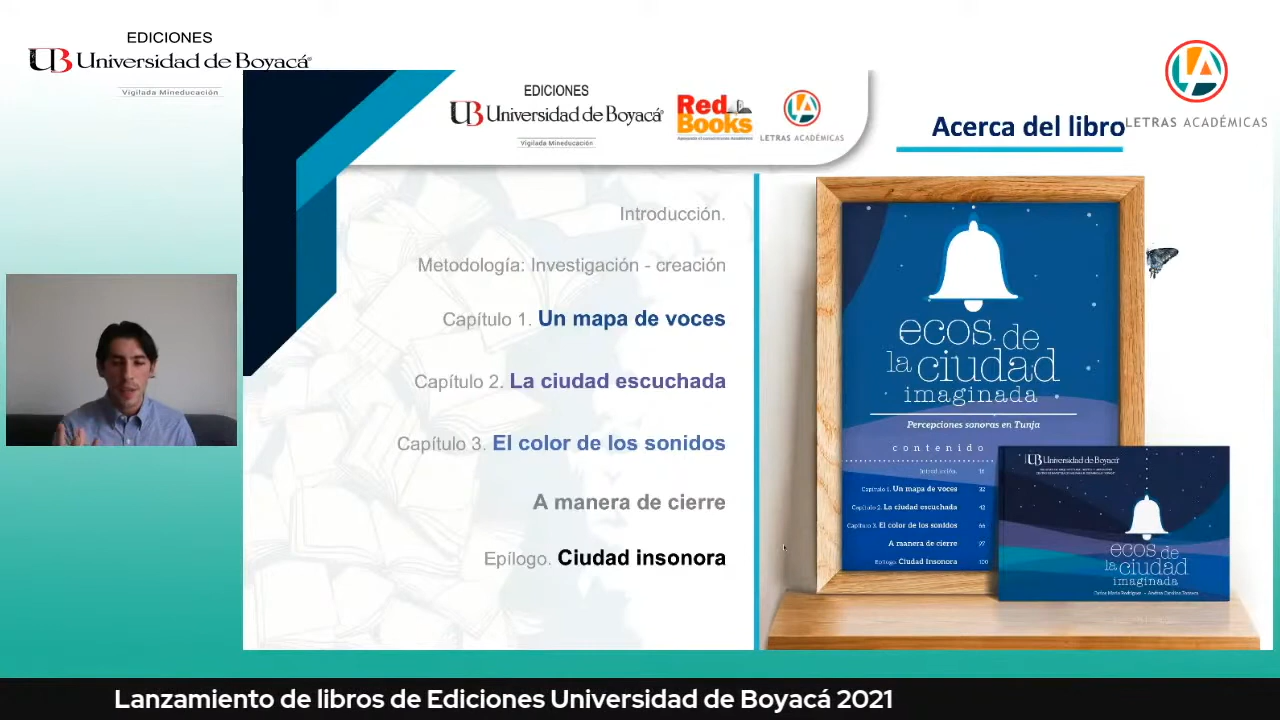 EDICIONES
UB Universidad de Boyacá
Vigilada Mineducación
EDICIONES
UB Universidad de Boyacá
Vigilada Mineducación
Red
Books
LETRAS ACADÉMICAS
Acerca del libro
LETRAS ACADÉMICAS
Introducción.
Metodología: Investigación - creación
Capítulo 1. Un mapa de voces
Capítulo 2. La ciudad escuchada
Capítulo 3. El color de los sonidos
A manera de cierre
Epílogo. Ciudad insonora
ecos de
la ciudad
imaginada
Percepciones sonoras en Tunja
contenido
Capítulo 1. Un mapa de voces 32
Capítulo 2. La ciudad escuchada
Capítulo 3. El color de los sonidos
A manera de cierre
Epílogo. Ciudad Insonora 100
UB Universidad de Boyacá
ecos de
la ciudad
imaginada
Lanzamiento de libros de Ediciones Universidad de Boyacá 2021